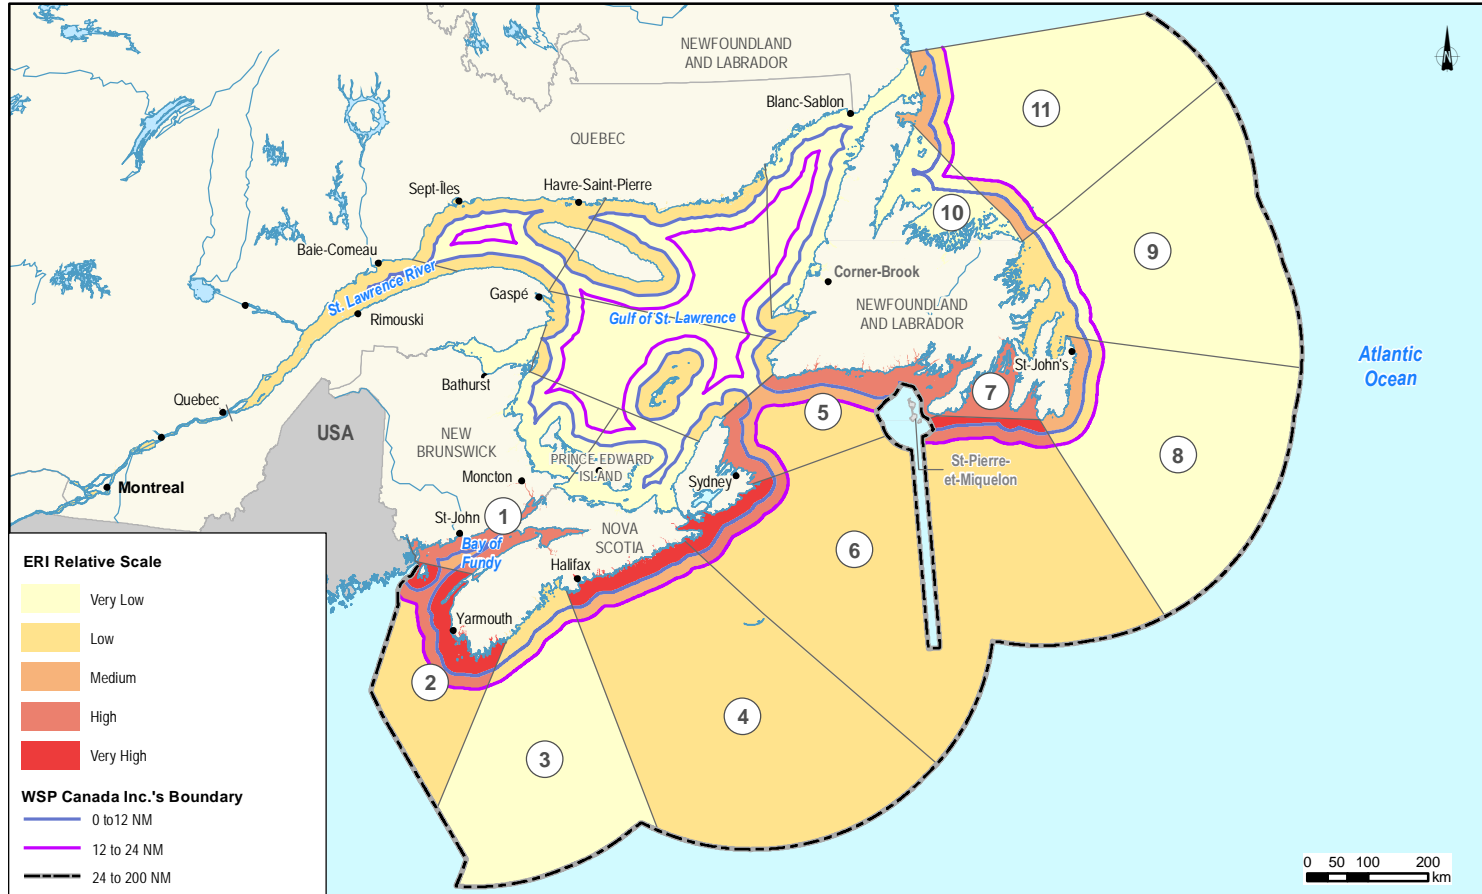 NEWFOUNDLAND
AND LABRADOR
Blanc-Sablon
11
QUEBEC
Sept-Îles
Havre-Saint-Pierre
10
Baie-Comeau
9
St. Lawrence River
Corner-Brook
Gaspé
Rimouski
Gulf of St. Lawrence
NEWFOUNDLAND
AND LABRADOR
St-John's
Atlantic
Ocean
Bathurst
7
Quebec
5
USA
NEW
BRUNSWICK
8
PRINCE EDWARD
ISLAND
St-Pierre-
et-Miquelon
Moncton
Sydney
Montreal
1
St-John
NOVA
SCOTIA
6
Bay of
Fundy
Halifax
Yarmouth
2
4
3
ERI Relative Scale
Very Low
Low
Medium
High
Very High
WSP Canada Inc.'s Boundary
0 to12 NM
12 to 24 NM
24 to 200 NM
0 50 100 200
km